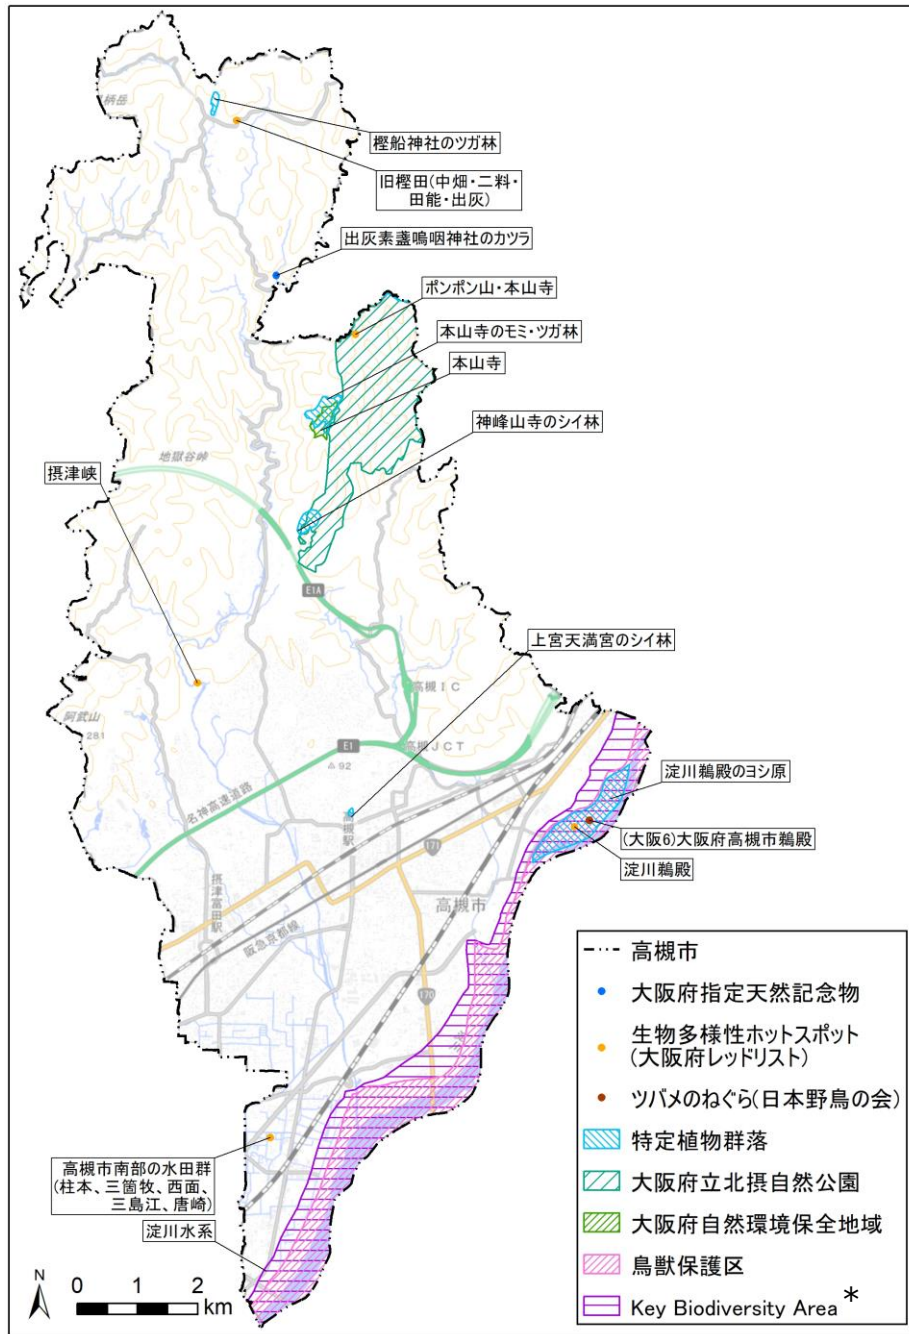 柄岳
樫船神社のツガ林
旧樫田(中畑・二料・
田能・出灰)
出灰素盞嗚咽神社のカツラ
ポンポン山・本山寺
本山寺のモミ・ツガ林
本山寺
神峰山寺のシイ林
地獄谷峠
摂津峡
E1A
上宮天満宮のシイ林
高槻IC
阿武山
281
E1
高槻JCT
92
名神高速道路
高槻駅
淀川鵜殿のヨシ原
(大阪6)大阪府高槻市鵜殿
淀川鵜殿
171
摂津富田駅
高槻市
阪急京都線
170
高槻市南部の水田群
(柱本、三箇牧、西面、
三島江、唐崎)
淀川水系
N
0 1 2
km
高槻市
大阪府指定天然記念物
生物多様性ホットスポット
(大阪府レッドリスト)
ツバメのねぐら(日本野鳥の会)
特定植物群落
大阪府立北摂自然公園
大阪府自然環境保全地域
鳥獣保護区
Key Biodiversity Area *